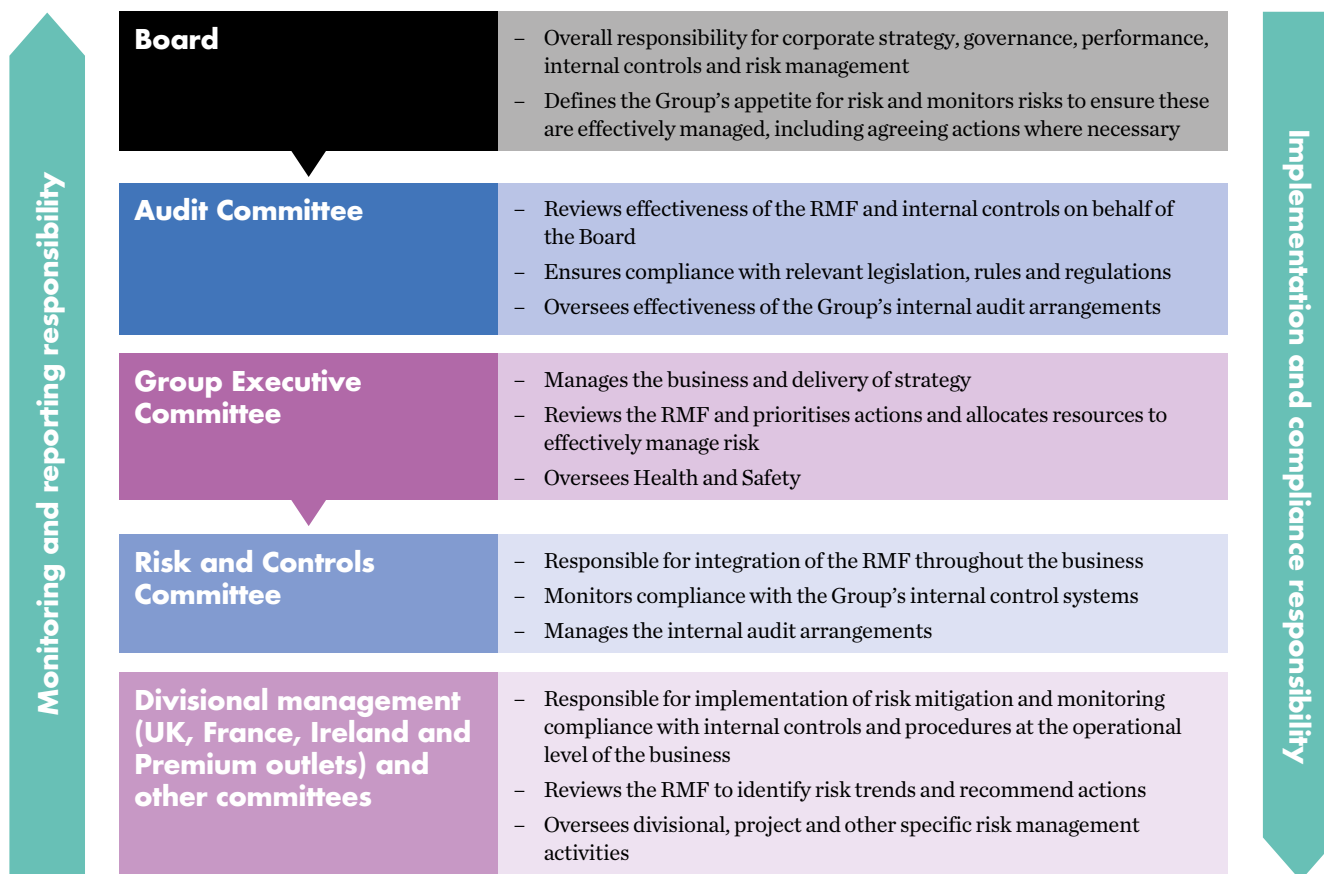 Monitoring and reporting responsibility
Board
– Overall responsibility for corporate strategy, governance, performance,
internal controls and risk management
– Defines the Group’s appetite for risk and monitors risks to ensure these
are effectively managed, including agreeing actions where necessary
Audit Committee
– Reviews effectiveness of the RMF and internal controls on behalf of
the Board
– Ensures compliance with relevant legislation, rules and regulations
– Oversees effectiveness of the Group’s internal audit arrangements
Group Executive
Committee
– Manages the business and delivery of strategy
– Reviews the RMF and prioritises actions and allocates resources to
effectively manage risk
– Oversees Health and Safety
Risk and Controls
Committee
– Responsible for integration of the RMF throughout the business
– Monitors compliance with the Group’s internal control systems
– Manages the internal audit arrangements
Divisional management
(UK, France, Ireland and
Premium outlets) and
other committees
– Responsible for implementation of risk mitigation and monitoring
compliance with internal controls and procedures at the operational
level of the business
– Reviews the RMF to identify risk trends and recommend actions
– Oversees divisional, project and other specific risk management
activities
Implementation and compliance responsibility